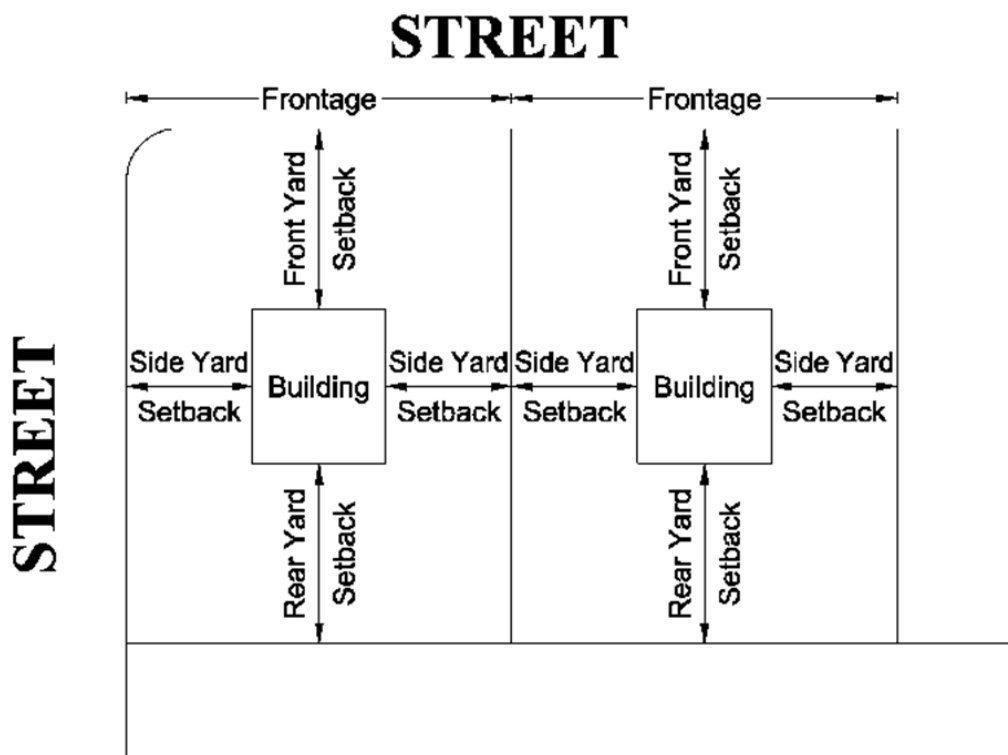 STREET
Frontage
Frontage
Front Yard
Setback
Front Yard
Setback
STREET
Side Yard
Setback
Building
Side Yard
Setback
Side Yard
Setback
Building
Side Yard
Setback
Rear Yard
Setback
Rear Yard
Setback